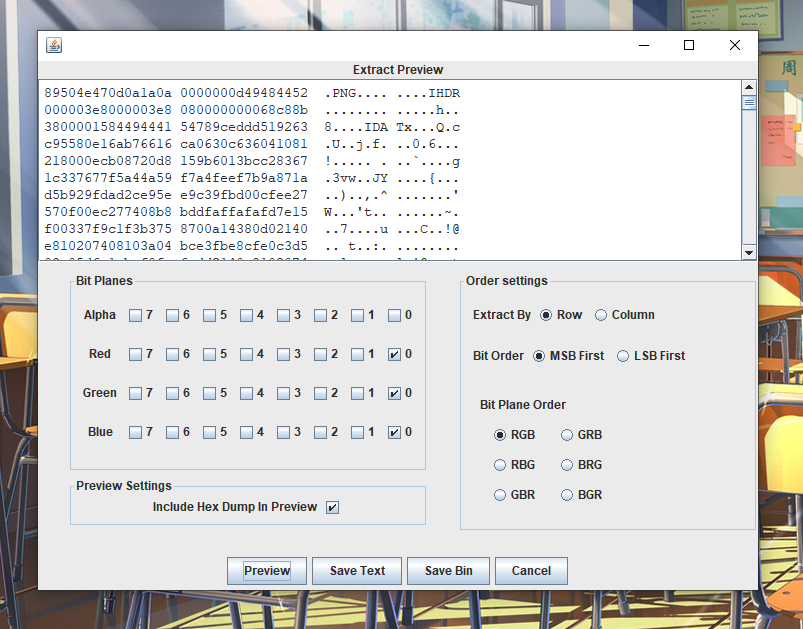 Extract Preview
89504e470d0a1a0a 0000000d49484452 .PNG.... ....IHDR
000003e8000003e8 080000000068c88b ........ .....h..
3800001584494441 54789ceddd519263 8....IDA Tx...Q.c
c95580e16ab76616 ca0630c636041081 .U..j.f. ..0.6...
218000ecb08720d8 159b6013bcc28367 !..... . ..`....g
1c337677f5a44a59 f7a4feef7b9a871a .3vw..JY ....{...
d5b929fdad2ce95e e9c39fbd00cfee27 ..)..,.^ .......'
570f00ec277408b8 bddfaffafafd7e15 W...'t.. ......~.
f00337f9c1f3b375 8700a14380d02140 ..7....u ...C..!@
e810207408103a04 bce3fbe8cfe0c3d5 .. t..:. ........
Bit Planes
Alpha 7 6 5 4 3 2 1 0
Red 7 6 5 4 3 2 1 0
Green 7 6 5 4 3 2 1 0
Blue 7 6 5 4 3 2 1 0
Preview Settings
Include Hex Dump In Preview
Order settings
Extract By Row Column
Bit Order MSB First LSB First
Bit Plane Order
RGB GRB
RBG BRG
GBR BGR
Preview Save Text Save Bin Cancel
周